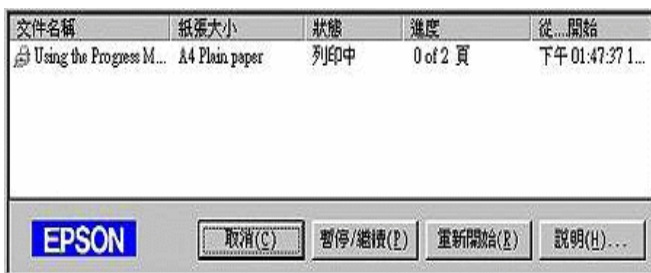 文件名稱 紙張大小 狀態 進度 從...開始
Using the Progress M... A4 Plain paper 列印中 0 of 2 頁 下午 01:47:37 1...
EPSON 取消(C) 暫停/繼續(P) 重新開始(R) 説明(H)...